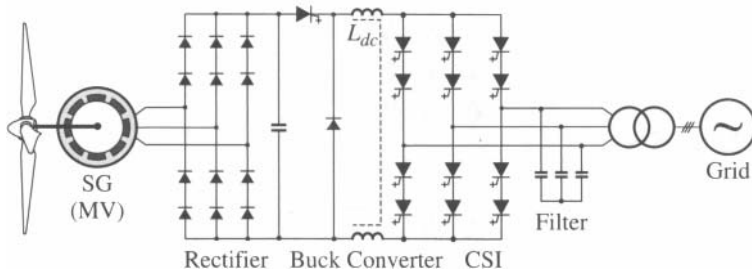 L_dc
SG
(MV)
Grid
Filter
Rectifier
Buck Converter
CSI